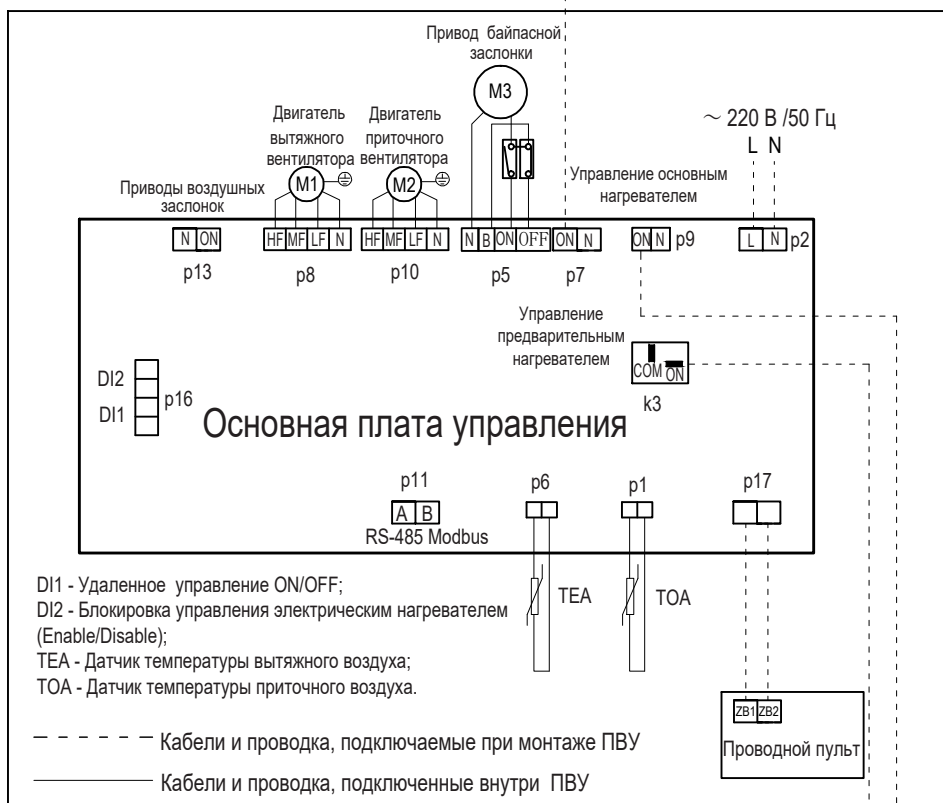 Привод байпасной
заслонки
M3
Двигатель
вытяжного
вентилятора
Двигатель
приточного
вентилятора
~ 220 В /50 Гц
L N
Управление основным
нагревателем
Приводы воздушных
заслонок
M1
M2
N ON
HF MF LF N
HF MF LF N
N B ON OFF
ON N
ON N
p9
L N
p2
p13
p8
p10
p5
p7
Управление
предварительным
нагревателем
COM ON
k3
DI2
DI1
p16
Основная плата управления
p11
A B
RS-485 Modbus
p6
p1
p17
TEA
TOA
DI1 - Удаленное управление ON/OFF;
DI2 - Блокировка управления электрическим нагревателем
(Enable/Disable);
TEA - Датчик температуры вытяжного воздуха;
TOA - Датчик температуры приточного воздуха.
ZB1 ZB2
Проводной пульт
Кабели и проводка, подключаемые при монтаже ПВУ
Кабели и проводка, подключенные внутри ПВУ